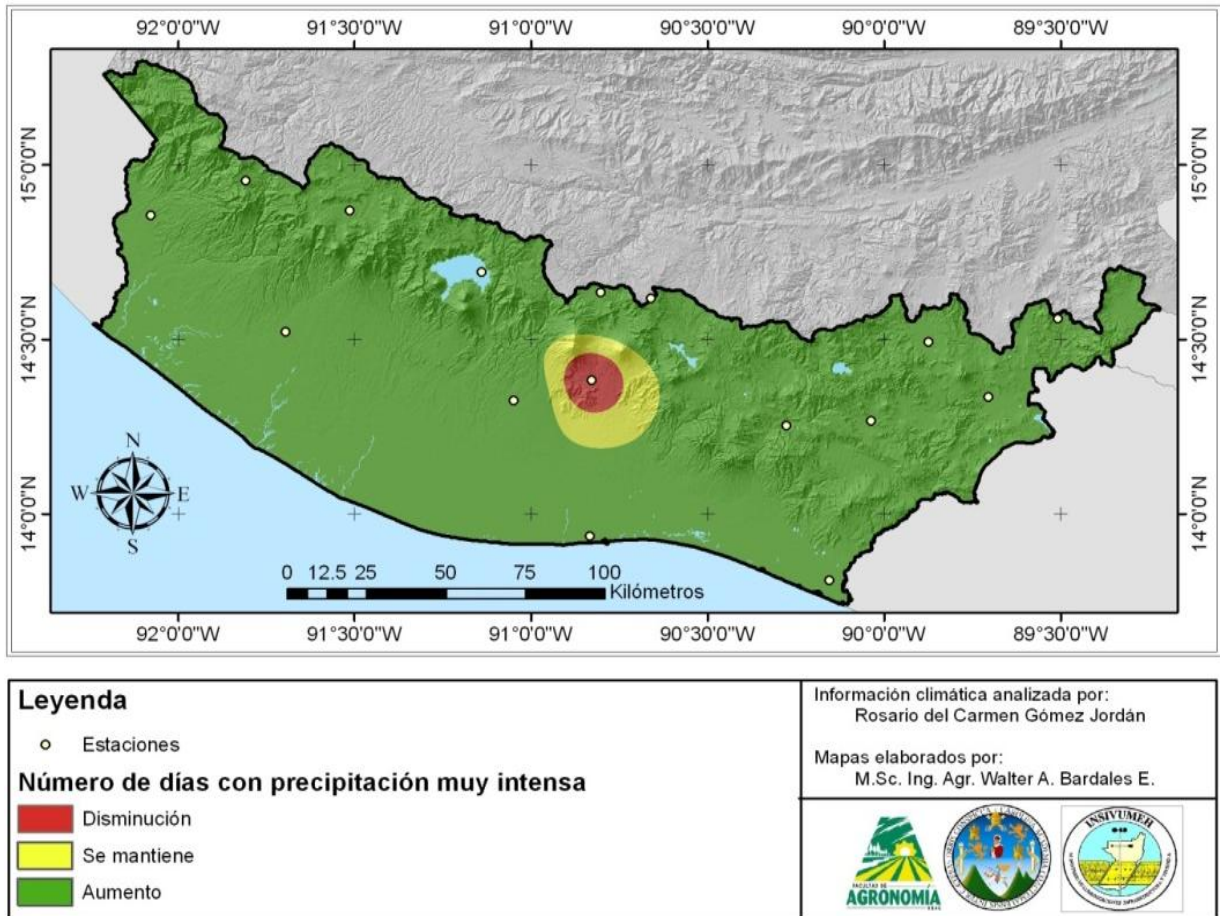 92°0'0"W 91°30'0"W 91°0'0"W 90°30'0"W 90°0'0"W 89°30'0"W
15°0'0"N
15°0'0"N
14°30'0"N
14°30'0"N
14°0'0"N
14°0'0"N
N
W E
S
0 12.5 25 50 75 100
Kilómetros
92°0'0"W 91°30'0"W 91°0'0"W 90°30'0"W 90°0'0"W 89°30'0"W
Leyenda
Estaciones
Número de días con precipitación muy intensa
Disminución
Se mantiene
Aumento
Información climática analizada por:
Rosario del Carmen Gómez Jordán
Mapas elaborados por:
M.Sc. Ing. Agr. Walter A. Bardales E.
FACULTAD DE
AGRONOMIA
INSIVUMEH